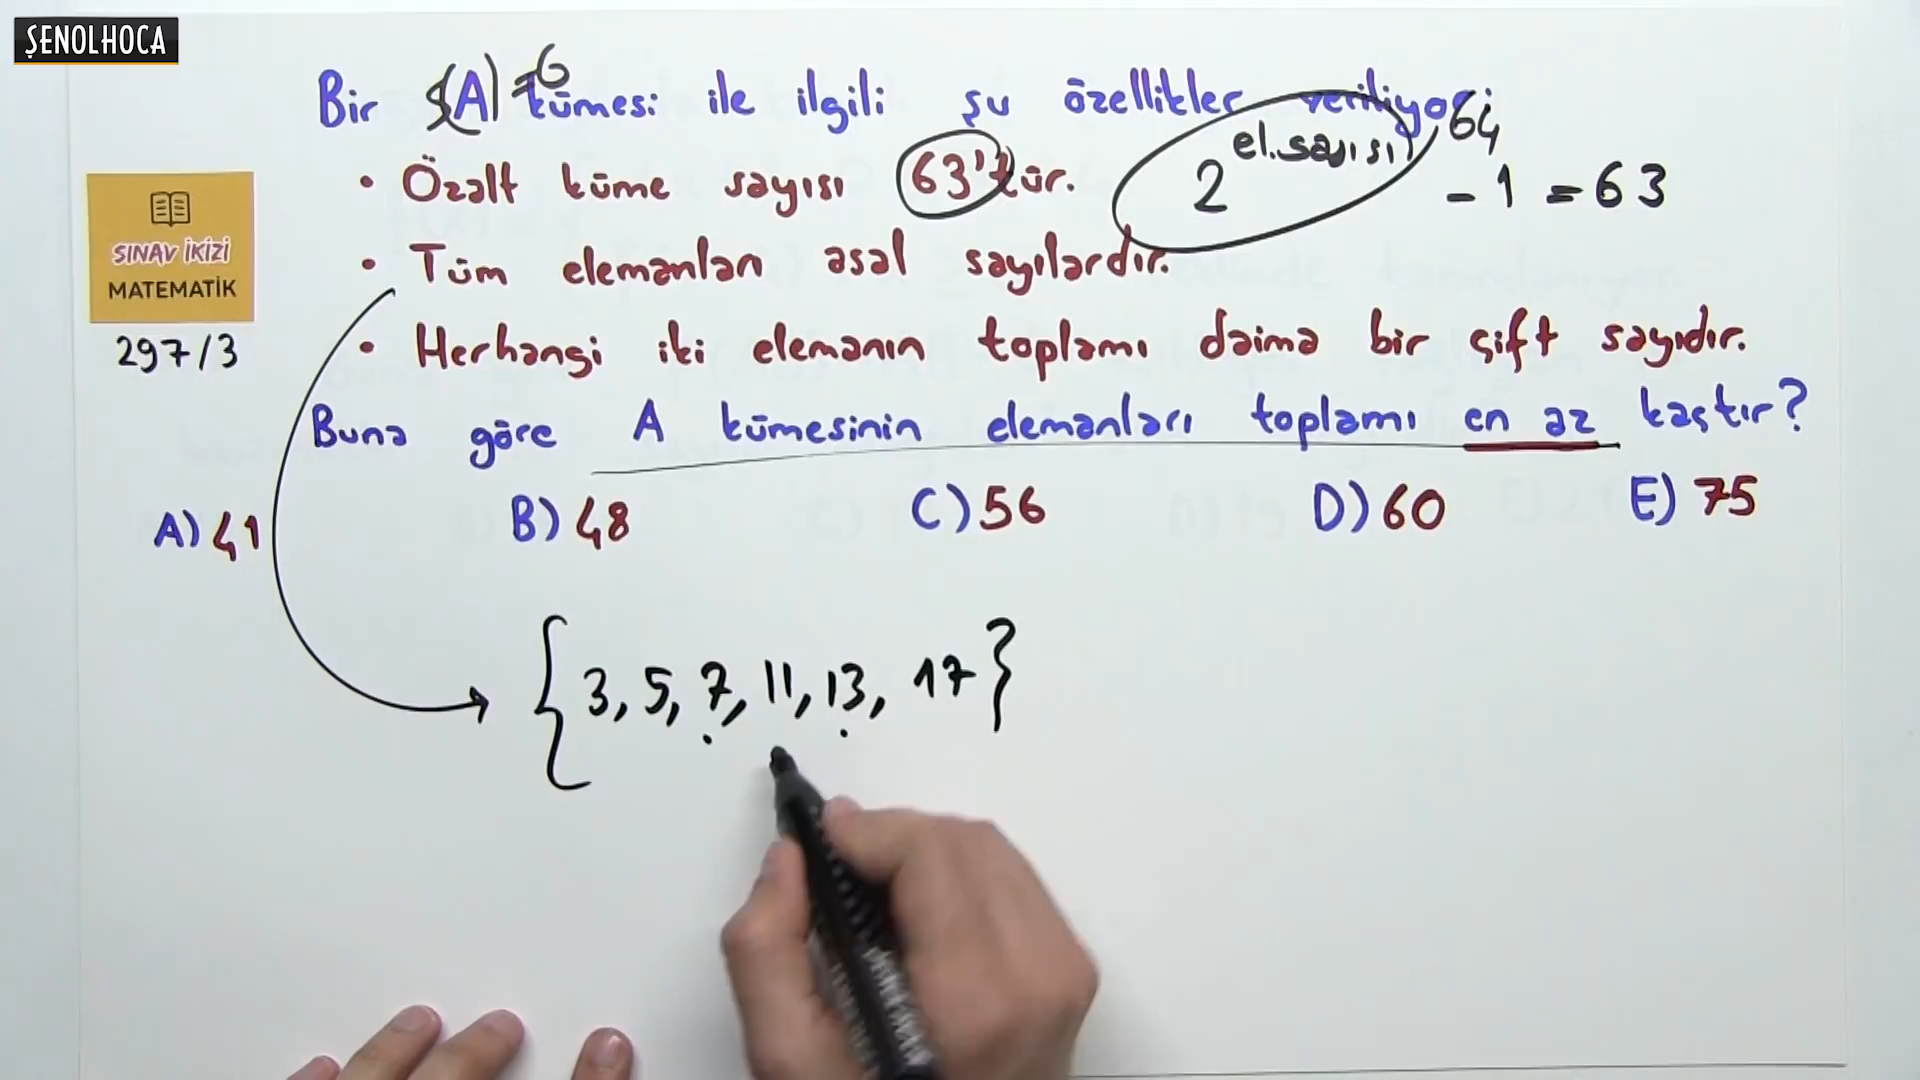 ŞENOLHOCA
Bir A kümesi ile ilgili şu özellikler veriliyor;
s(A) = 6
• Özalt küme sayısı 63'tür.
2^el.sayısı - 1 = 63
64
• Tüm elemanları asal sayılardır.
• Herhangi iki elemanın toplamı daima bir çift sayıdır.
Buna göre A kümesinin elemanları toplamı en az kaçtır?
A) 41 B) 48 C) 56 D) 60 E) 75
SINAV İKİZİ
MATEMATİK
297/3
{3, 5, 7, 11, 13, 17}